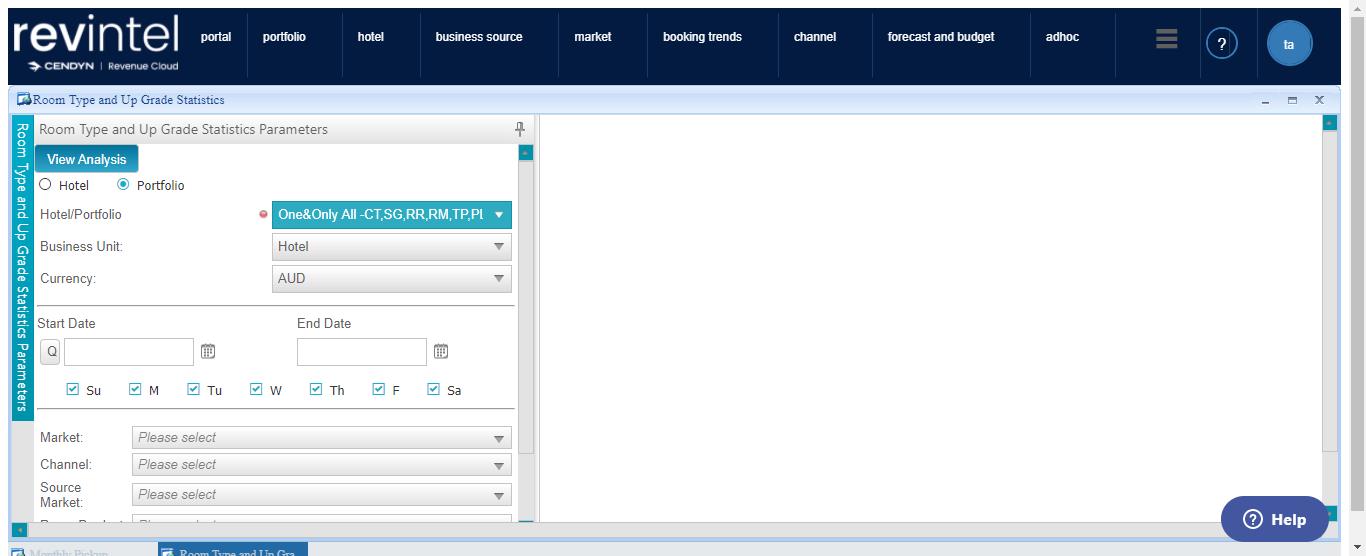 revintel
CENDYN | Revenue Cloud
portal
portfolio
hotel
business source
market
booking trends
channel
forecast and budget
adhoc
?
ta
Room Type and Up Grade Statistics
Room Type and Up Grade Statistics Parameters
Room Type and Up Grade Statistics Parameters
View Analysis
Hotel
Portfolio
Hotel/Portfolio
One&Only All -CT,SG,RR,RM,TP,PL
Business Unit:
Hotel
Currency:
AUD
Start Date
End Date
Q
Su
M
Tu
W
Th
F
Sa
Market:
Please select
Channel:
Please select
Source
Market:
Please select
Please select
? Help
Monthly Pickup
Room Type and Up Gra